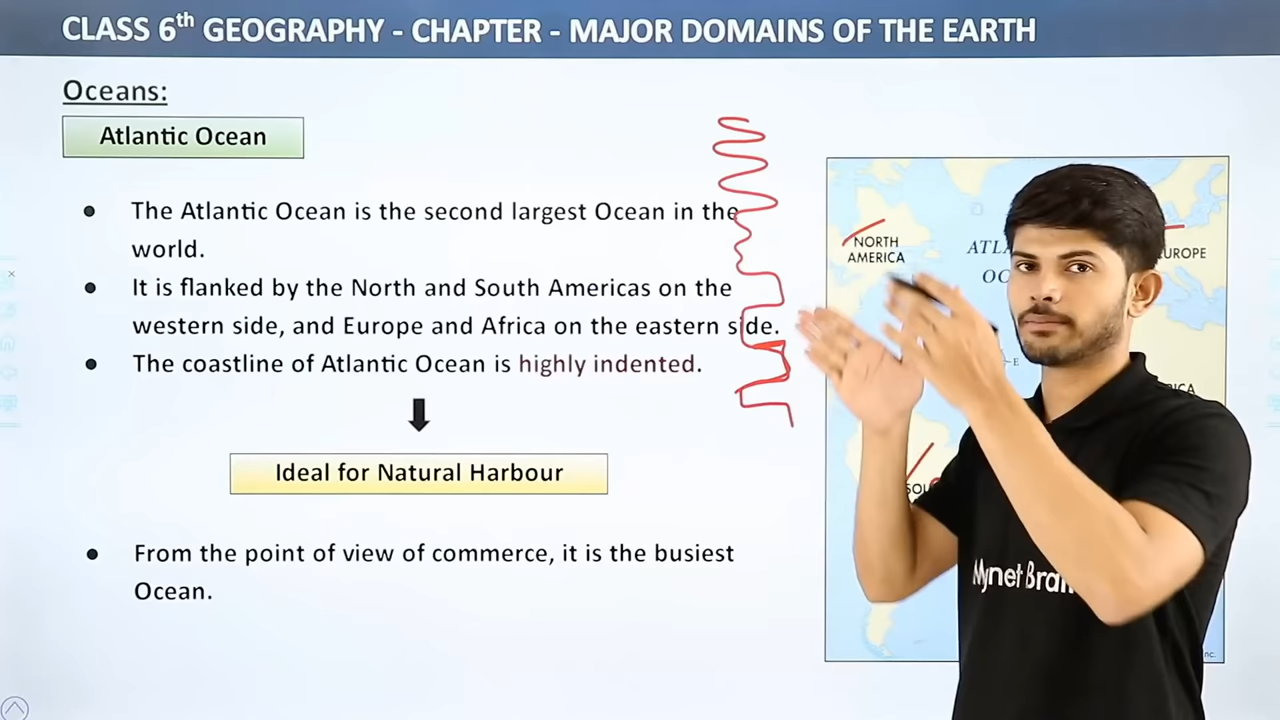 CLASS 6th GEOGRAPHY - CHAPTER - MAJOR DOMAINS OF THE EARTH
Oceans:
Atlantic Ocean
● The Atlantic Ocean is the second largest Ocean in the
world.
● It is flanked by the North and South Americas on the
western side, and Europe and Africa on the eastern side.
● The coastline of Atlantic Ocean is highly indented.
Ideal for Natural Harbour
● From the point of view of commerce, it is the busiest
Ocean.
NORTH
AMERICA
EUROPE